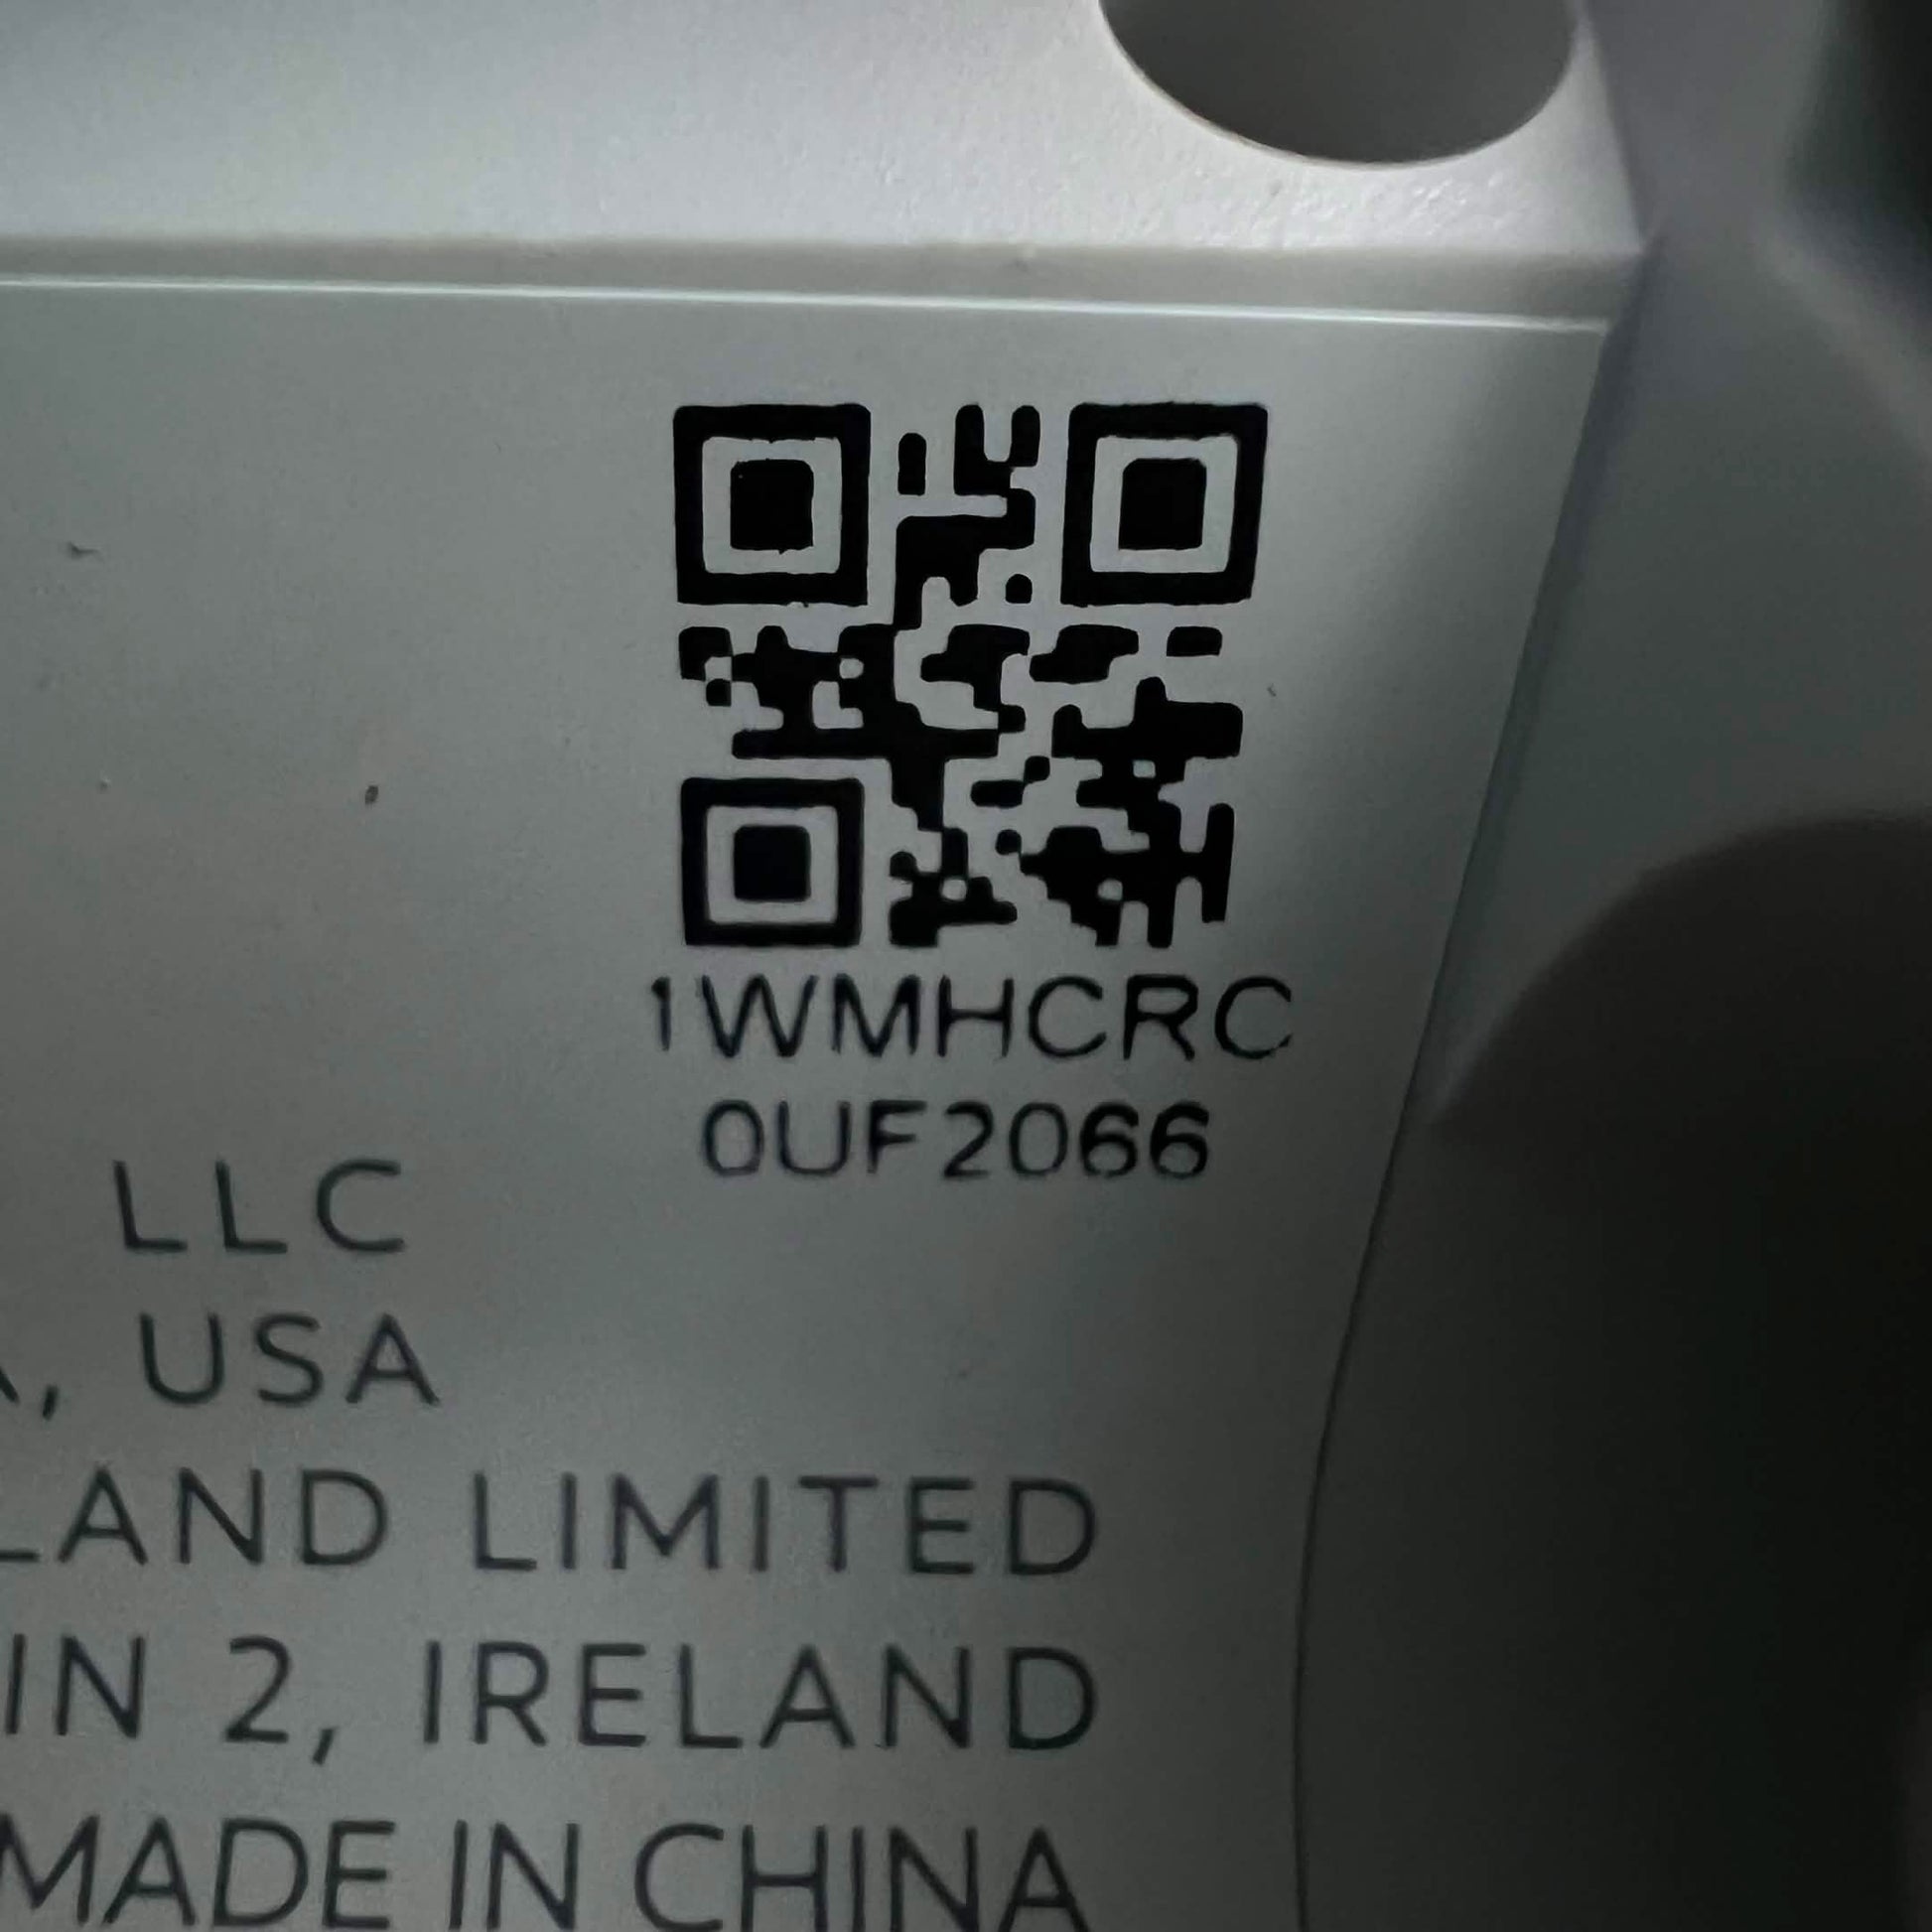 1WMHCRC
0UF2066
LLC
, USA
LAND LIMITED
IN 2, IRELAND
MADE IN CHINA